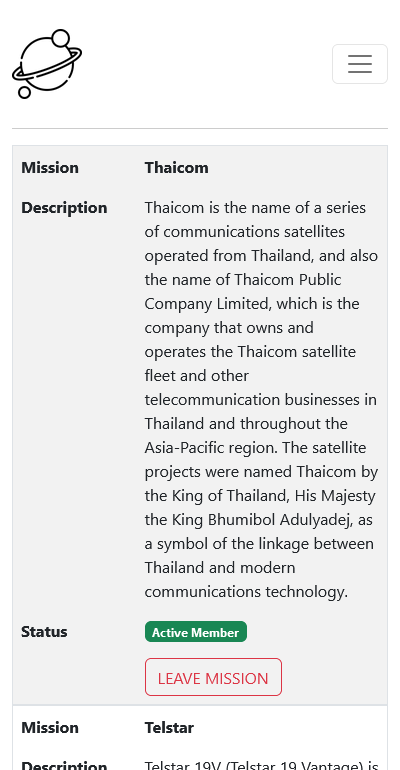 Mission Thaicom
Description Thaicom is the name of a series
of communications satellites
operated from Thailand, and also
the name of Thaicom Public
Company Limited, which is the
company that owns and
operates the Thaicom satellite
fleet and other
telecommunication businesses in
Thailand and throughout the
Asia-Pacific region. The satellite
projects were named Thaicom by
the King of Thailand, His Majesty
the King Bhumibol Adulyadej, as
a symbol of the linkage between
Thailand and modern
communications technology.
Status Active Member
LEAVE MISSION
Mission Telstar
Description Telstar 19V (Telstar 19 Vantage) is